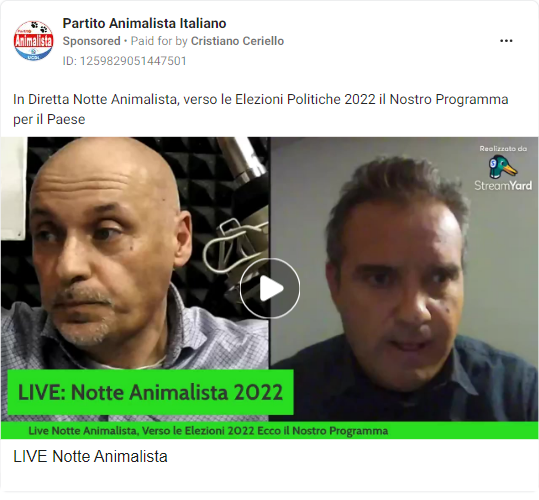 Partito Animalista Italiano
Sponsored • Paid for by Cristiano Ceriello
ID: 1259829051447501
In Diretta Notte Animalista, verso le Elezioni Politiche 2022 il Nostro Programma
per il Paese
Partito
Animalista
UCDL
Realizzato da
StreamYard
LIVE: Notte Animalista 2022
Live Notte Animalista, Verso le Elezioni 2022 Ecco il Nostro Programma
LIVE Notte Animalista